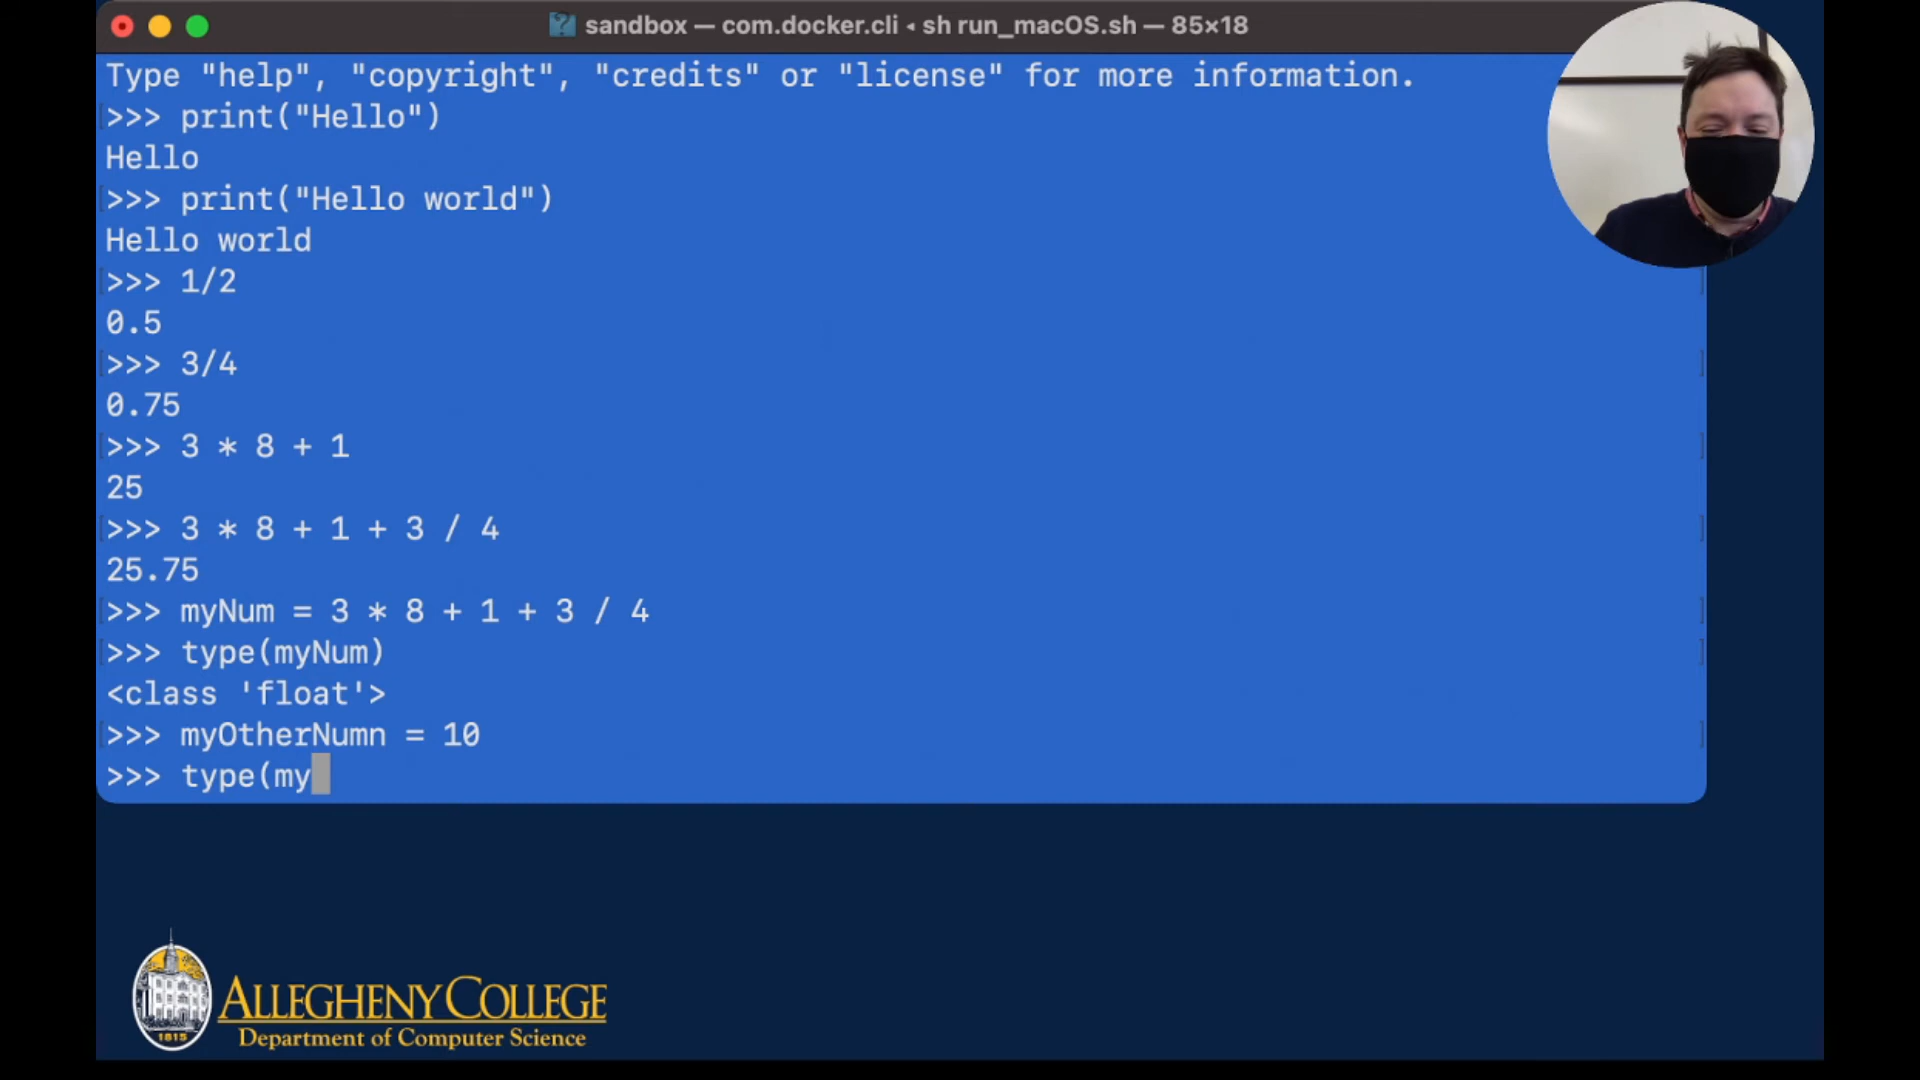 sandbox — com.docker.cli ◂ sh run_macOS.sh — 85×18
Type "help", "copyright", "credits" or "license" for more information.
>>> print("Hello")
Hello
>>> print("Hello world")
Hello world
>>> 1/2
0.5
>>> 3/4
0.75
>>> 3 * 8 + 1
25
>>> 3 * 8 + 1 + 3 / 4
25.75
>>> myNum = 3 * 8 + 1 + 3 / 4
>>> type(myNum)
<class 'float'>
>>> myOtherNumn = 10
>>> type(my
1815
ALLEGHENY COLLEGE
Department of Computer Science